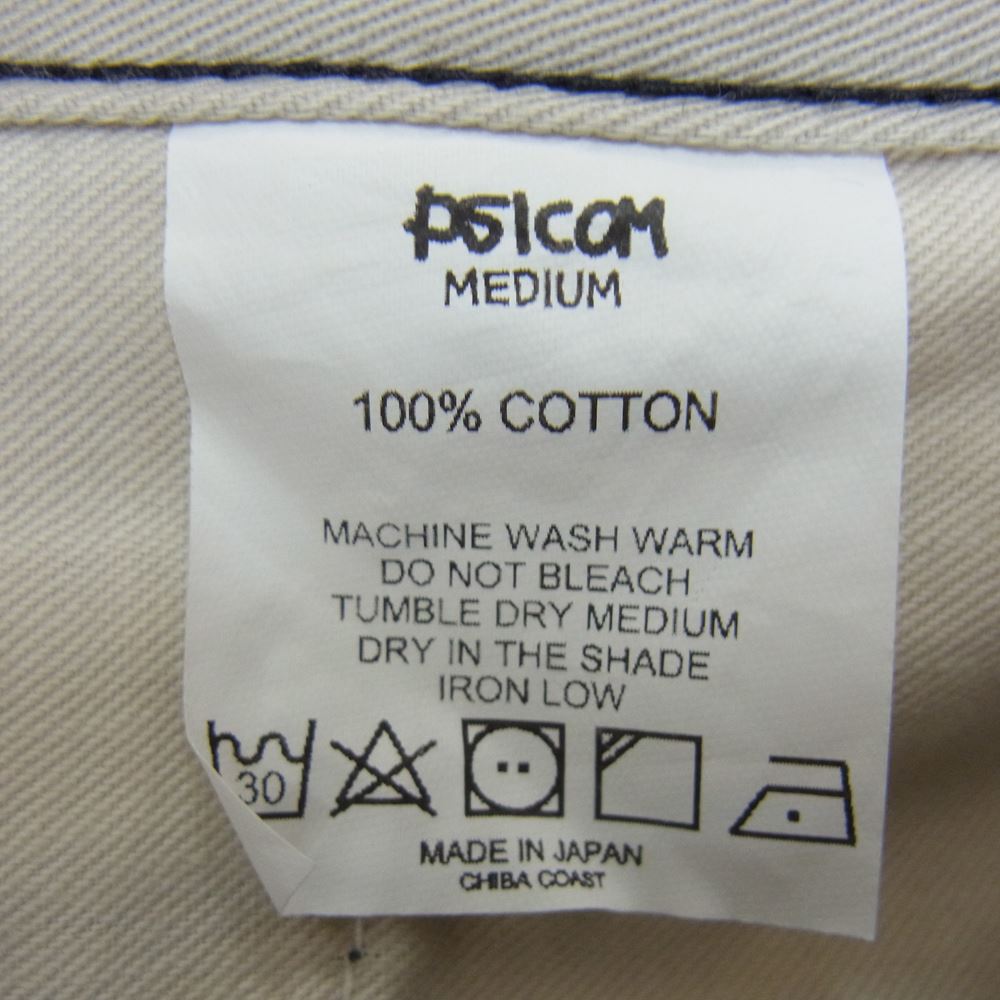 PSICOM
MEDIUM
100% COTTON
MACHINE WASH WARM
DO NOT BLEACH
TUMBLE DRY MEDIUM
DRY IN THE SHADE
IRON LOW
30
MADE IN JAPAN
CHIBA COAST